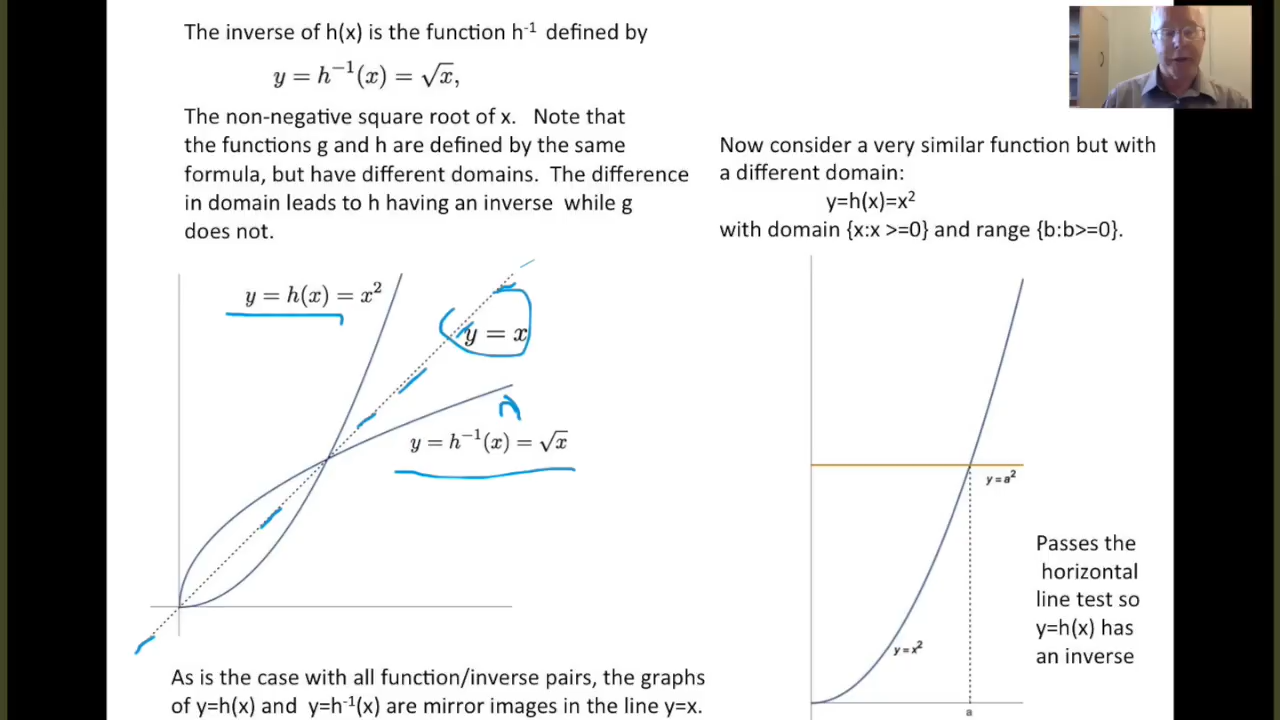 The inverse of h(x) is the function h⁻¹ defined by
y = h⁻¹(x) = √x,
The non-negative square root of x. Note that
the functions g and h are defined by the same
formula, but have different domains. The difference
in domain leads to h having an inverse while g
does not.
y = h(x) = x²
y = x
y = h⁻¹(x) = √x
As is the case with all function/inverse pairs, the graphs
of y=h(x) and y=h⁻¹(x) are mirror images in the line y=x.
Now consider a very similar function but with
a different domain:
y=h(x)=x²
with domain {x:x >=0} and range {b:b>=0}.
y = a²
y = x²
a
Passes the
horizontal
line test so
y=h(x) has
an inverse